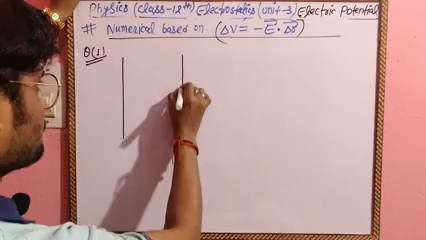 Physics (Class-12th) Electrostatics (Unit-3) Electric Potential
# Numerical based on (ΔV = -E⃗·Δr⃗
Q(1)